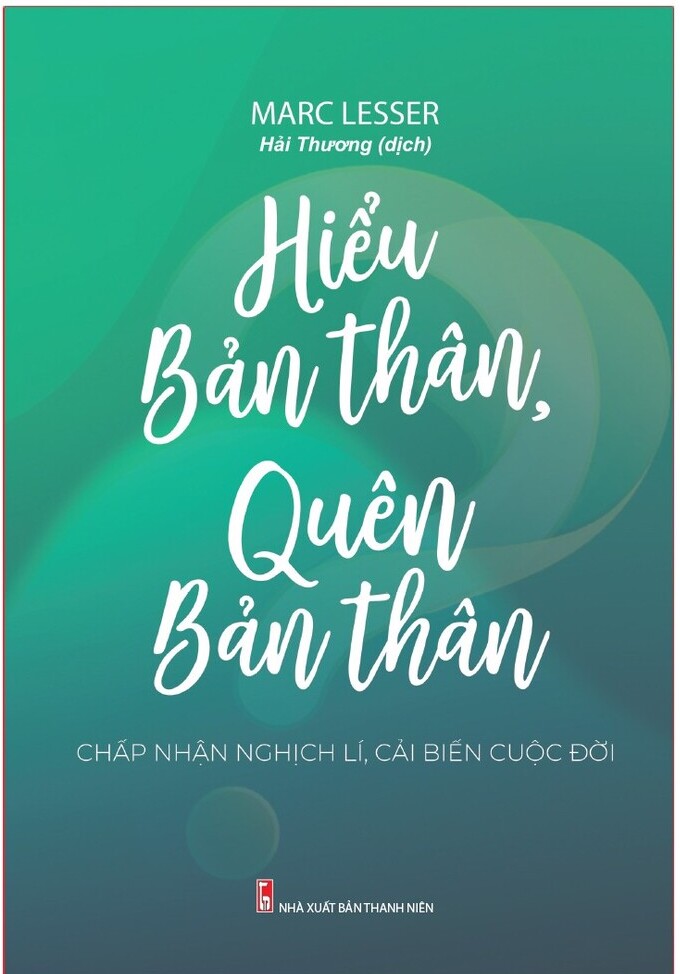 MARC LESSER
Hải Thương (dịch)
Hiểu
Bản thân,
Quên
Bản thân
CHẤP NHẬN NGHỊCH LÍ, CẢI BIẾN CUỘC ĐỜI
NHÀ XUẤT BẢN THANH NIÊN